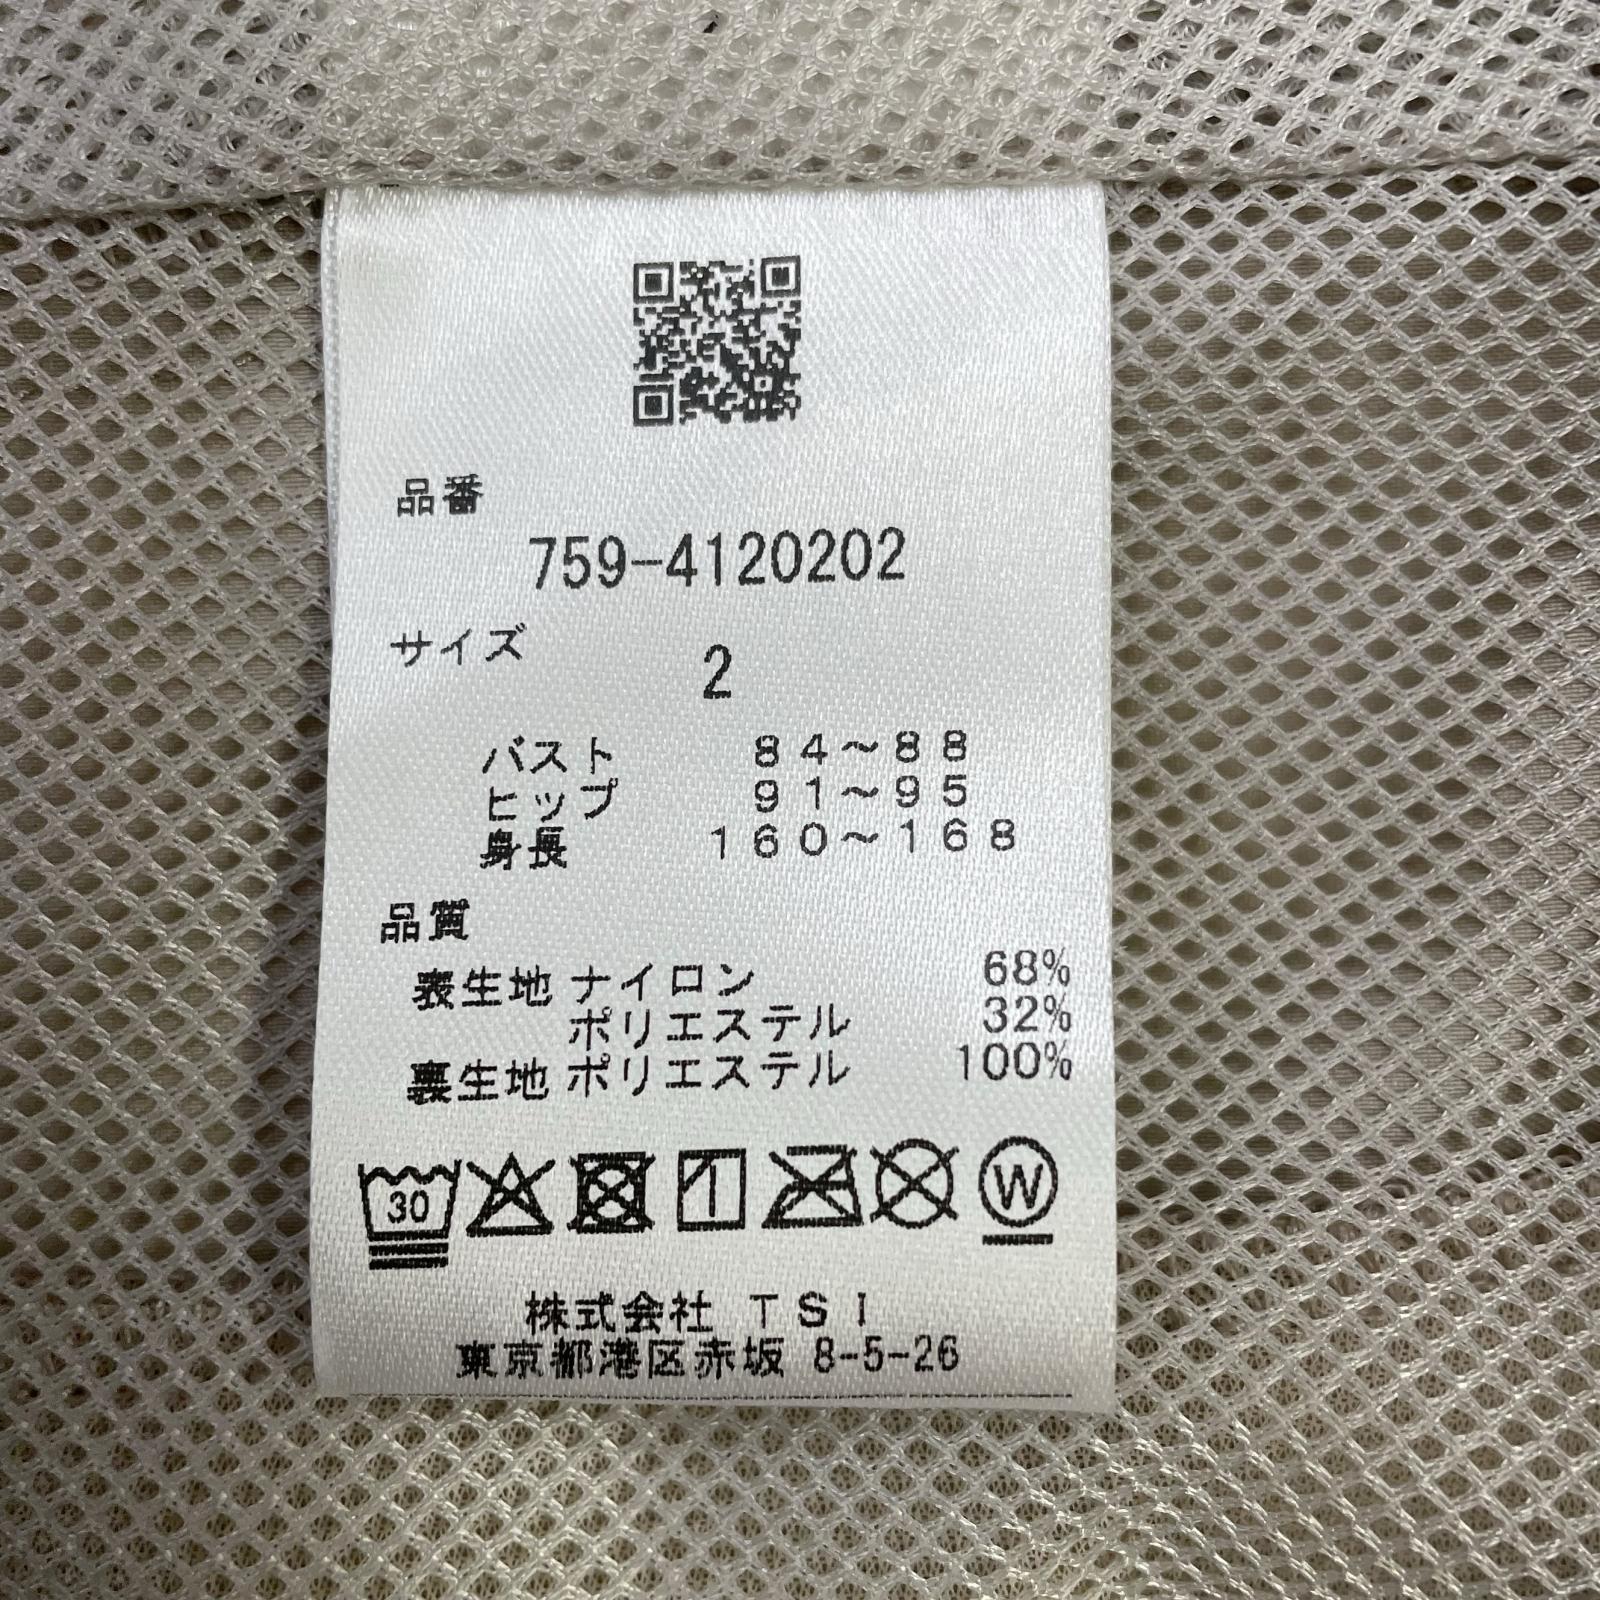 品番
759-4120202
サイズ 2
バスト 84～88
ヒップ 91～95
身長 160～168
品質
表生地 ナイロン 68%
ポリエステル 32%
裏生地 ポリエステル 100%
30 W
株式会社 TSI
東京都港区赤坂 8-5-26